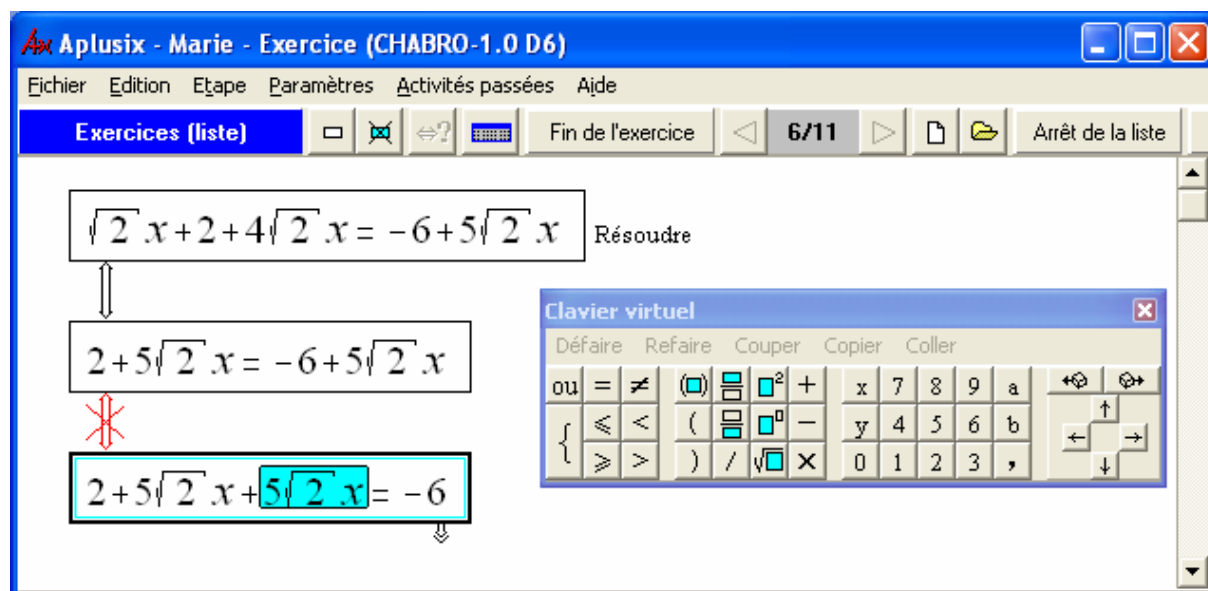 Aplusix - Marie - Exercice (CHABRO-1.0 D6)
Fichier Edition Etape Paramètres Activités passées Aide
Exercices (liste) ⇔? Fin de l'exercice 6/11 Arrêt de la liste
√2 x+2+4√2 x = −6+5√2 x Résoudre
2+5√2 x = −6+5√2 x
2+5√2 x+5√2 x = −6
Clavier virtuel
Défaire Refaire Couper Copier Coller
ou = ≠ (□) □² + x 7 8 9 a
{ ⩽ < ( □□ − y 4 5 6 b ← ↑ →
⩾ > ) / √□ × 0 1 2 3 , ↓